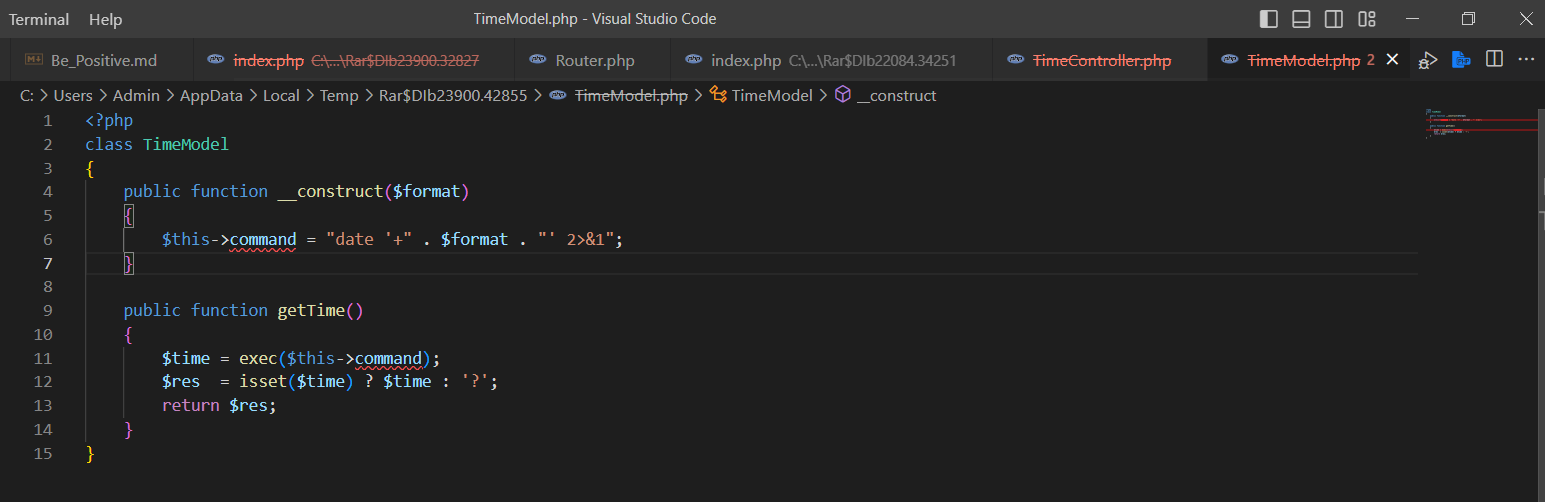 Terminal Help TimeModel.php - Visual Studio Code
Be_Positive.md index.php C:\...\Rar$DIb23900.32827 Router.php index.php C:\...\Rar$DIb22084.34251 TimeController.php TimeModel.php 2
C: > Users > Admin > AppData > Local > Temp > Rar$DIb23900.42855 > TimeModel.php > TimeModel > __construct
1 <?php
2 class TimeModel
3 {
4 public function __construct($format)
5 {
6 $this->command = "date '+" . $format . "' 2>&1";
7 }
8
9 public function getTime()
10 {
11 $time = exec($this->command);
12 $res  = isset($time) ? $time : '?';
13 return $res;
14 }
15 }